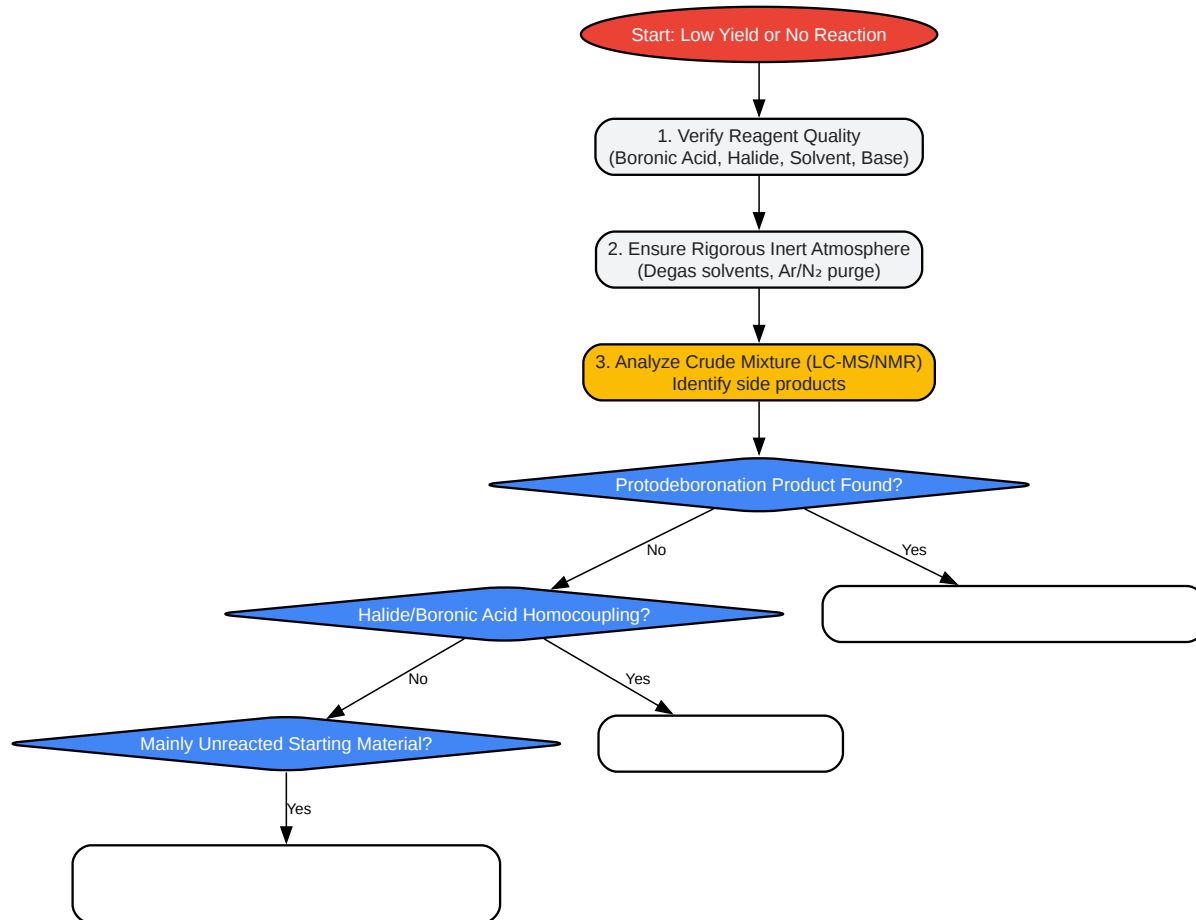 Start: Low Yield or No Reaction
1. Verify Reagent Quality
(Boronic Acid, Halide, Solvent, Base)
2. Ensure Rigorous Inert Atmosphere
(Degas solvents, Ar/N₂ purge)
3. Analyze Crude Mixture (LC-MS/NMR)
Identify side products
Protodeboronation Product Found?
No
Yes
Halide/Boronic Acid Homocoupling?
No
Yes
Mainly Unreacted Starting Material?
Yes